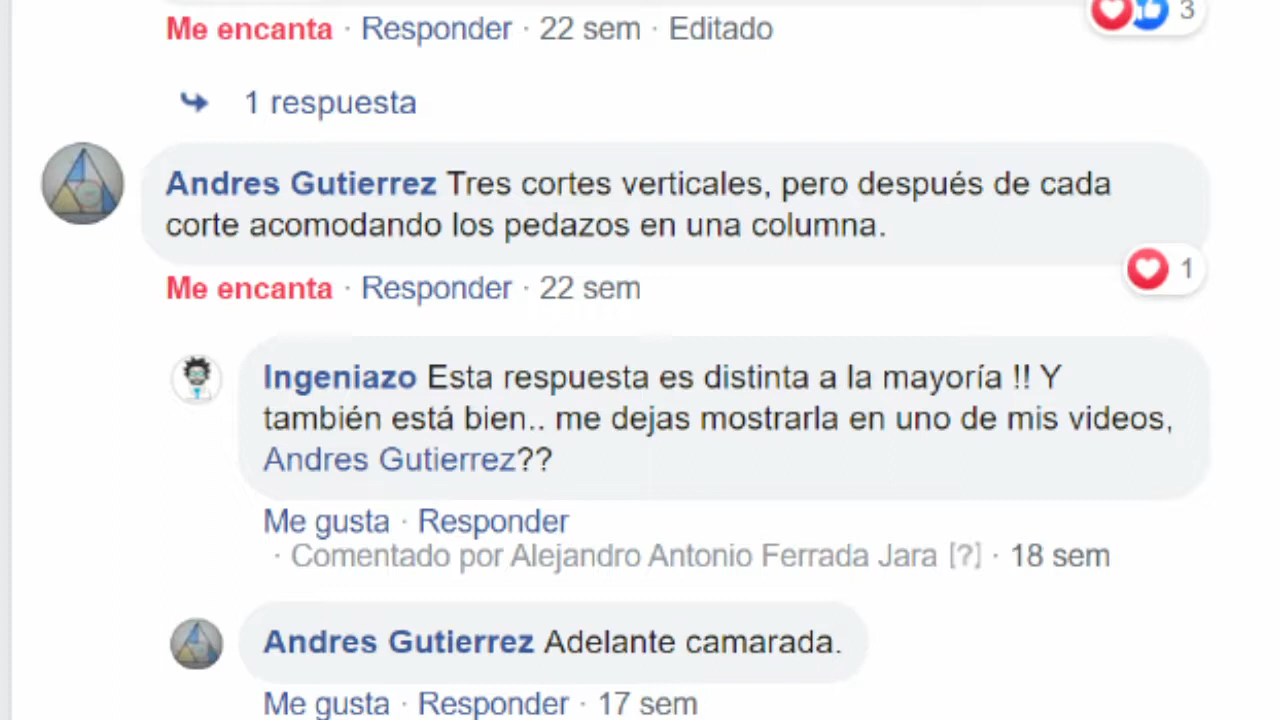 Me encanta · Responder · 22 sem · Editado
3
1 respuesta
Andres Gutierrez Tres cortes verticales, pero después de cada
corte acomodando los pedazos en una columna.
1
Me encanta · Responder · 22 sem
Ingeniazo Esta respuesta es distinta a la mayoría !! Y
también está bien.. me dejas mostrarla en uno de mis videos,
Andres Gutierrez??
Me gusta · Responder
· Comentado por Alejandro Antonio Ferrada Jara [?] · 18 sem
Andres Gutierrez Adelante camarada.
Me gusta · Responder · 17 sem